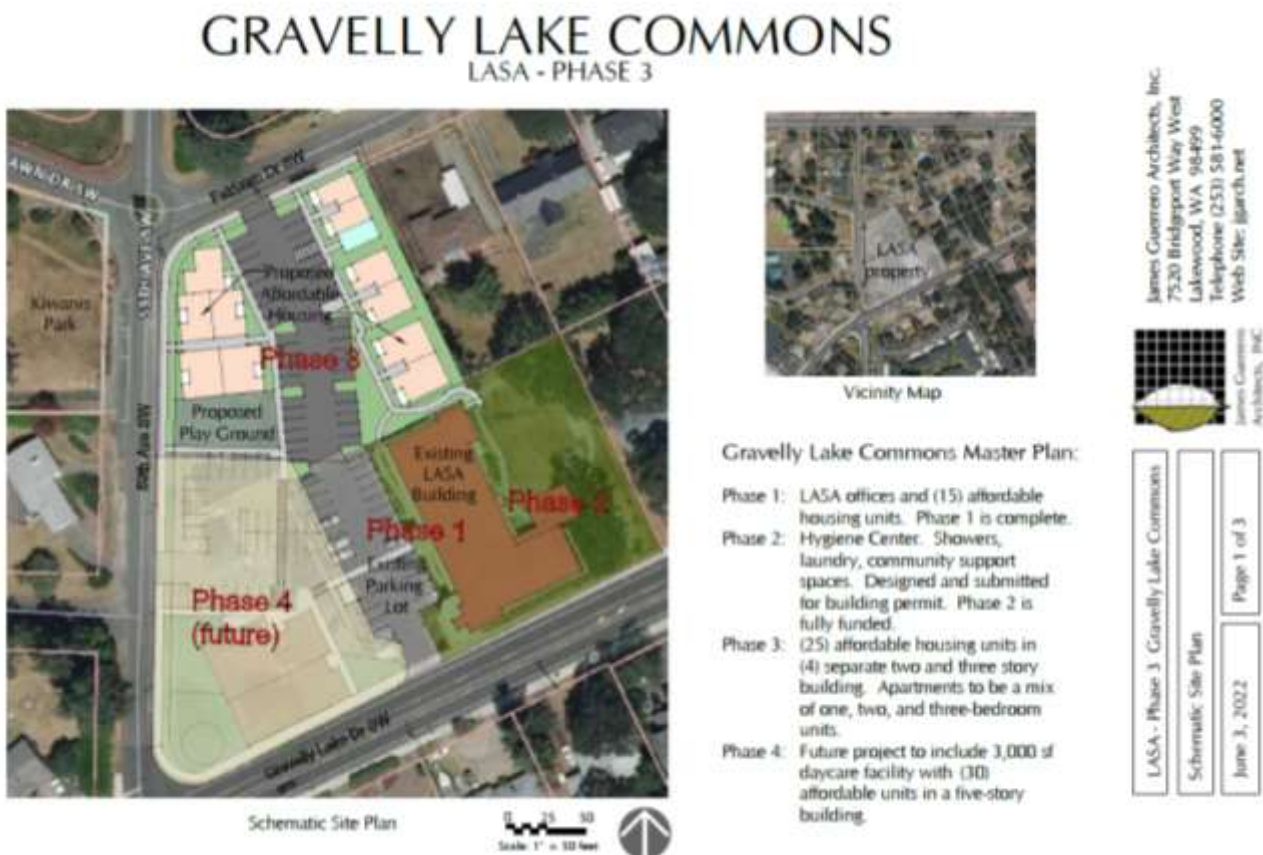 GRAVELLY LAKE COMMONS
LASA - PHASE 3
Kiwanis
Park
Proposed
Affordable
Housing
Phase 3
Proposed
Play Ground
Existing
LASA
Building
Phase 2
Phase 1
Existing
Parking
Lot
Phase 4
(future)
59th Ave SW
Gravelly Lake Dr SW
Schematic Site Plan
0 25 50
Scale: 1" = 50 feet
LASA
property
Vicinity Map
Gravelly Lake Commons Master Plan:
Phase 1: LASA offices and (15) affordable
housing units. Phase 1 is complete.
Phase 2: Hygiene Center. Showers,
laundry, community support
spaces. Designed and submitted
for building permit. Phase 2 is
fully funded.
Phase 3: (25) affordable housing units in
(4) separate two and three story
building. Apartments to be a mix
of one, two, and three-bedroom
units.
Phase 4: Future project to include 3,000 sf
daycare facility with (30)
affordable units in a five-story
building.
James Guerrero Architects, Inc.
7520 Bridgeport Way West
Lakewood, WA 98499
Telephone (253) 581-6000
Web Site: jgarch.net
James Guerrero
Architects, INC
LASA - Phase 3 Gravelly Lake Commons
Schematic Site Plan
June 3, 2022
Page 1 of 3